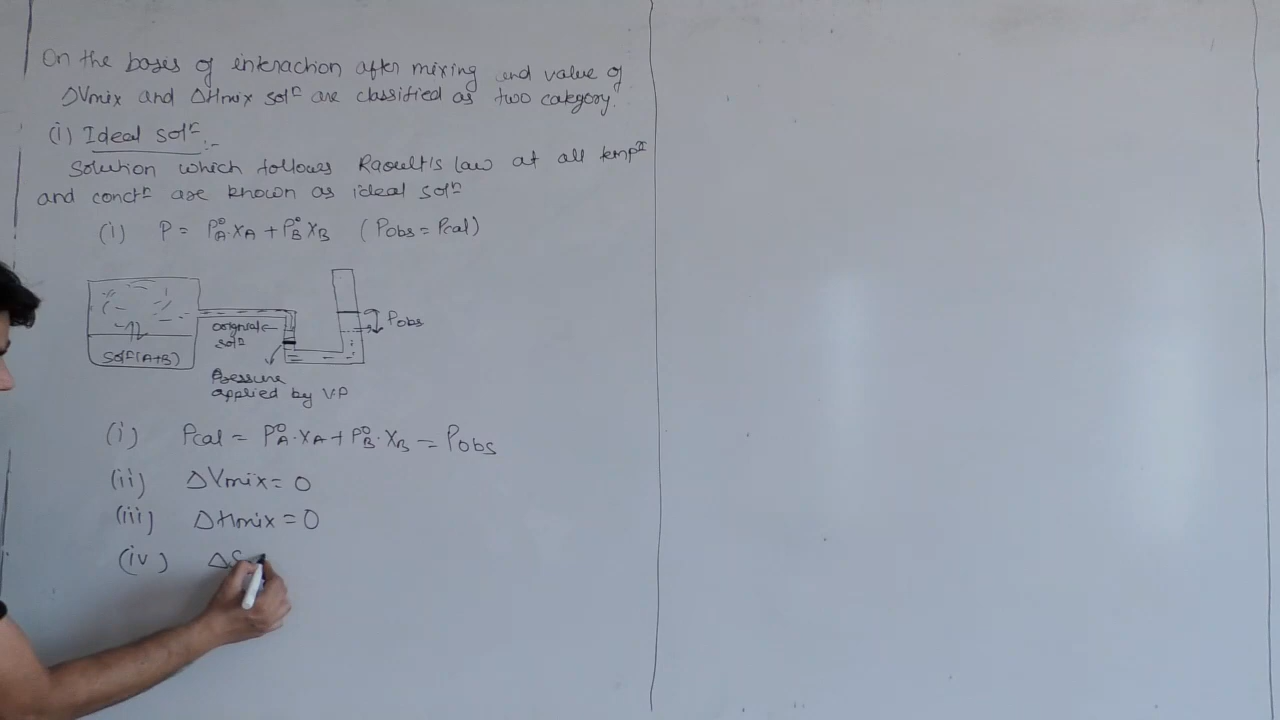 On the bases of interaction after mixing and value of
ΔVmix and ΔHmix solⁿ are classified as two category.
(i) Ideal solⁿ :-
Solution which follows Raoult's law at all tempⁿ
and conctⁿ are known as ideal solⁿ
(i) P = P°A.XA + P°B XB (Pobs = Pcal)
Pobs
original
solⁿ
solⁿ(A+B)
Pressure
applied by V.P
(i) Pcal = P°A.XA + P°B.XB = Pobs
(ii) ΔVmix = 0
(iii) ΔHmix = 0
(iv) ΔS